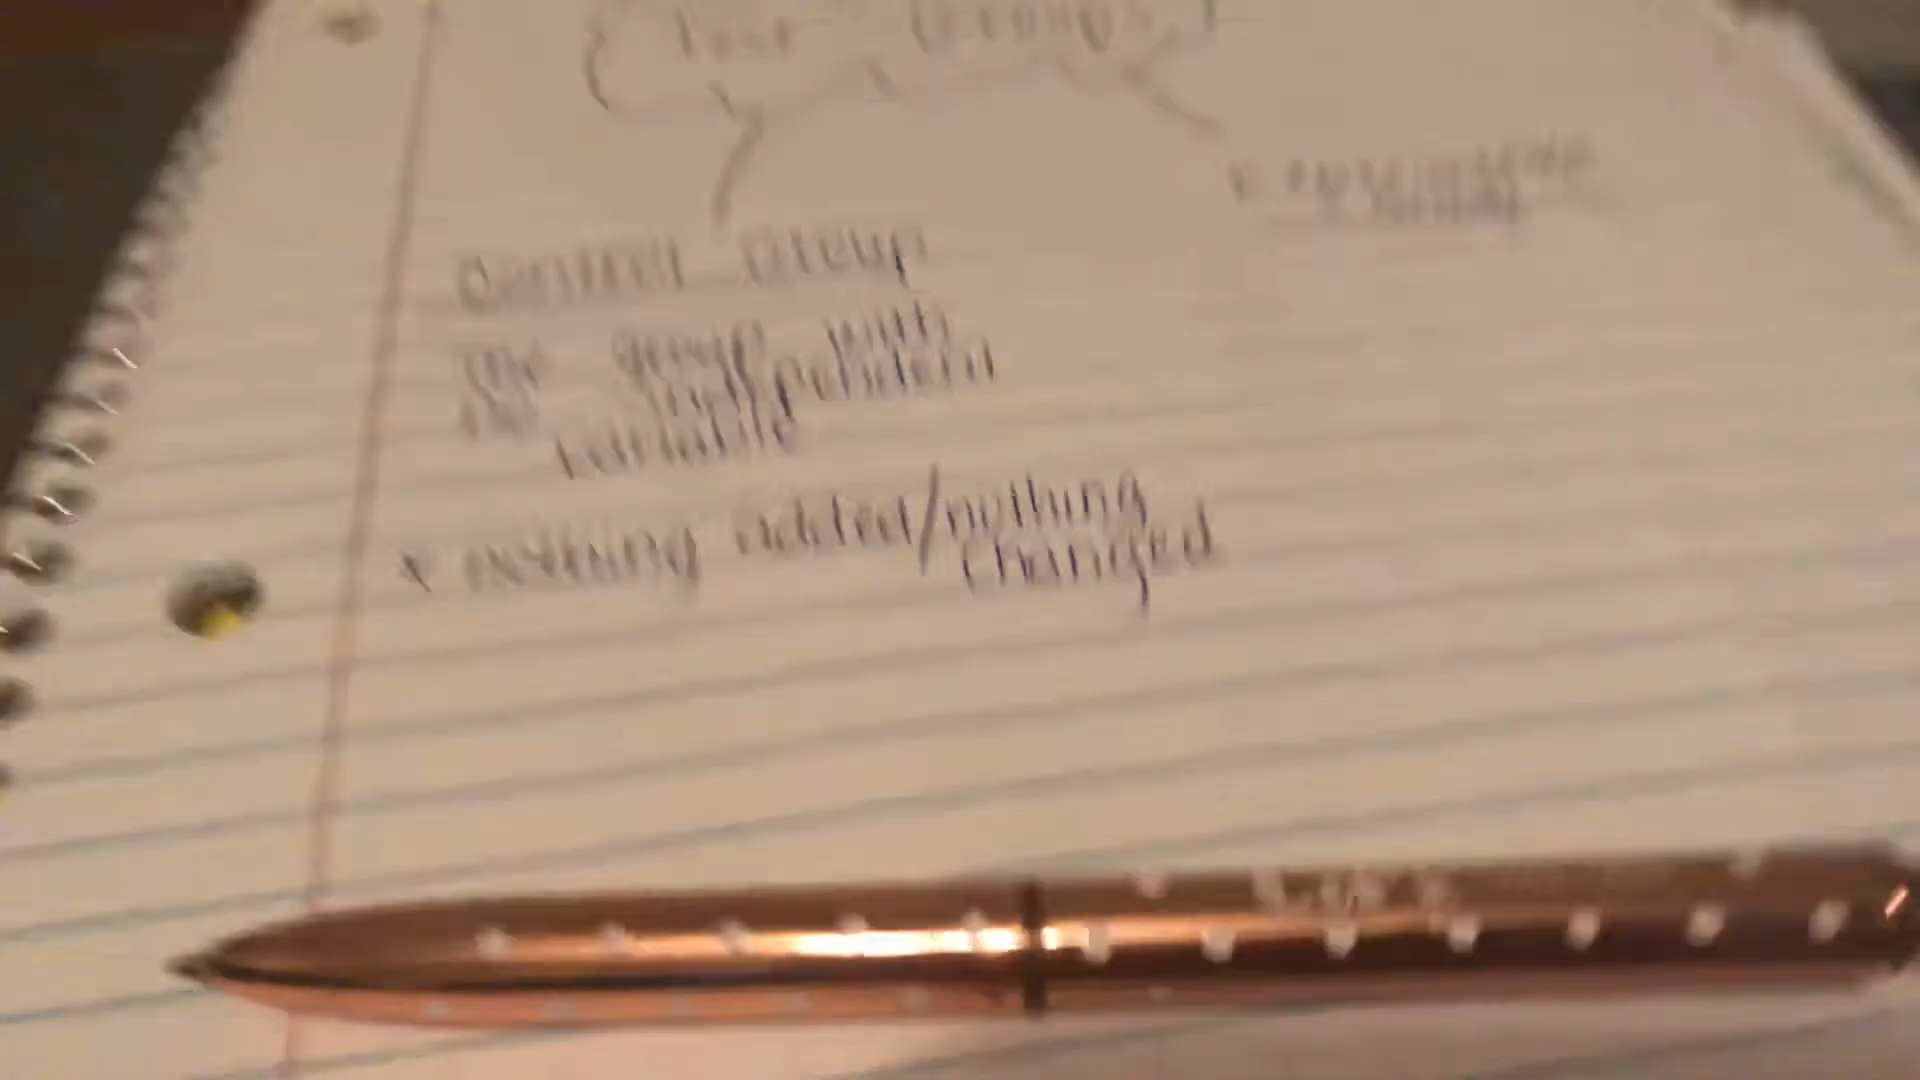 Test Groups
Control Group
the group with
no independent
variable
* nothing added/nothing
changed